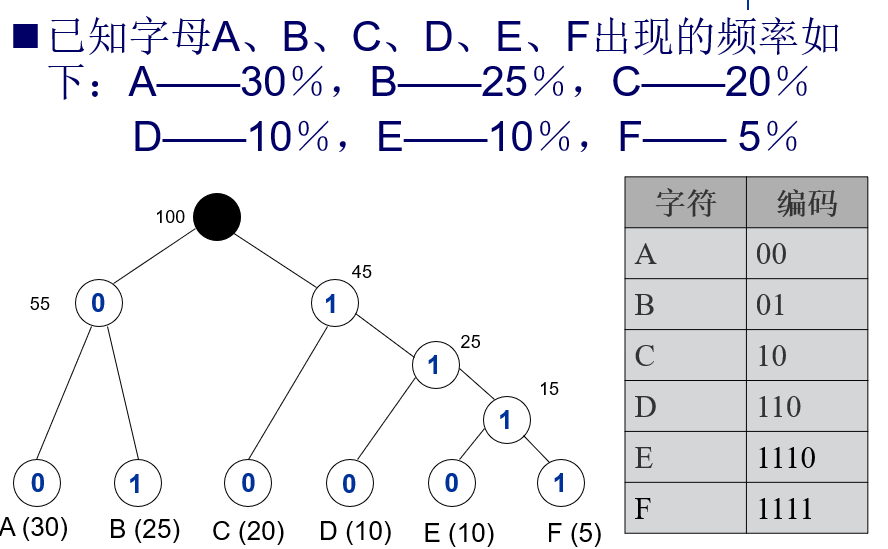 ■ 已知字母A、B、C、D、E、F出现的频率如
下：A——30％，B——25％，C——20％
D——10％，E——10％，F—— 5％
100
55
0
1
45
1
25
1
15
0
1
0
0
0
1
A (30)
B (25)
C (20)
D (10)
E (10)
F (5)
字符 编码
A 00
B 01
C 10
D 110
E 1110
F 1111